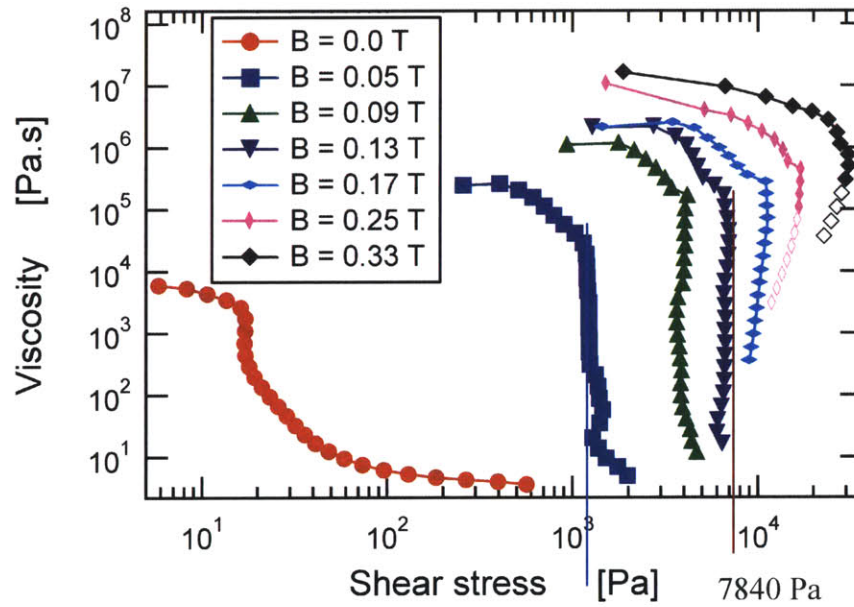 10^8
10^7
10^6
10^5
10^4
10^3
10^2
10^1
Viscosity [Pa.s]
B = 0.0 T
B = 0.05 T
B = 0.09 T
B = 0.13 T
B = 0.17 T
B = 0.25 T
B = 0.33 T
10^1 10^2 10^3 10^4
Shear stress [Pa]
7840 Pa